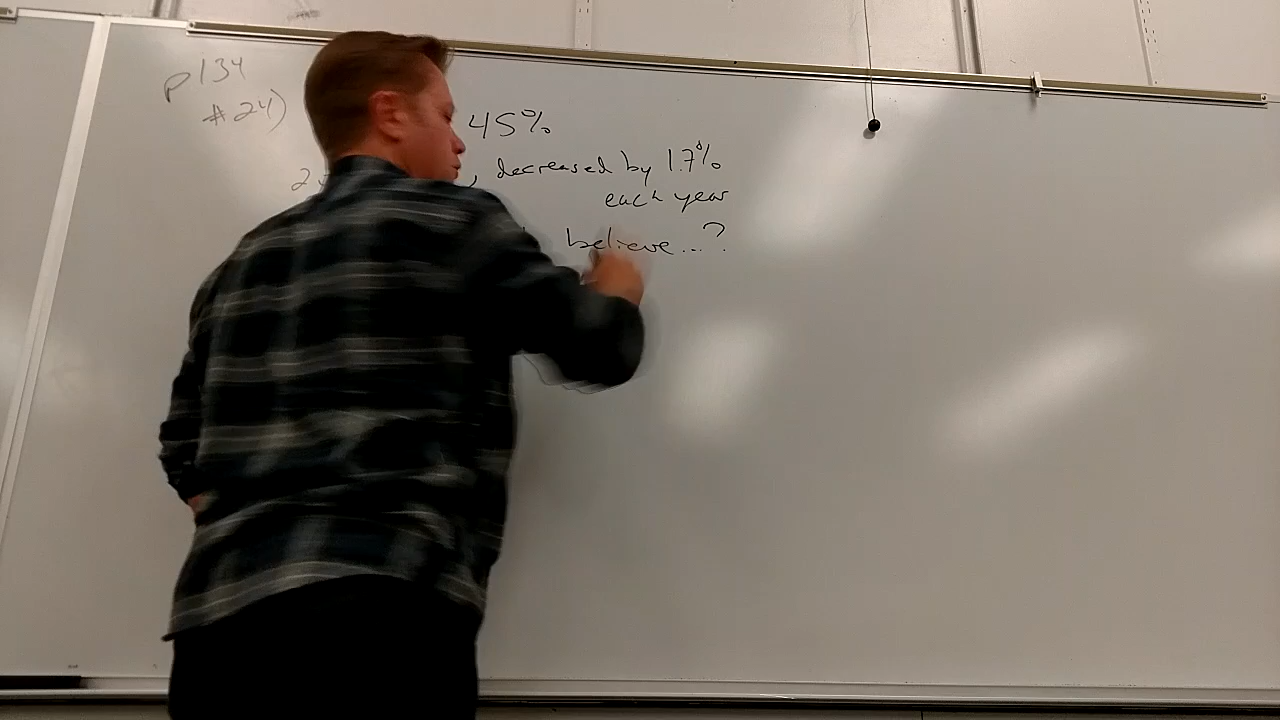 p134
#24)
45%
, decreased by 1.7%
each year
believe...?